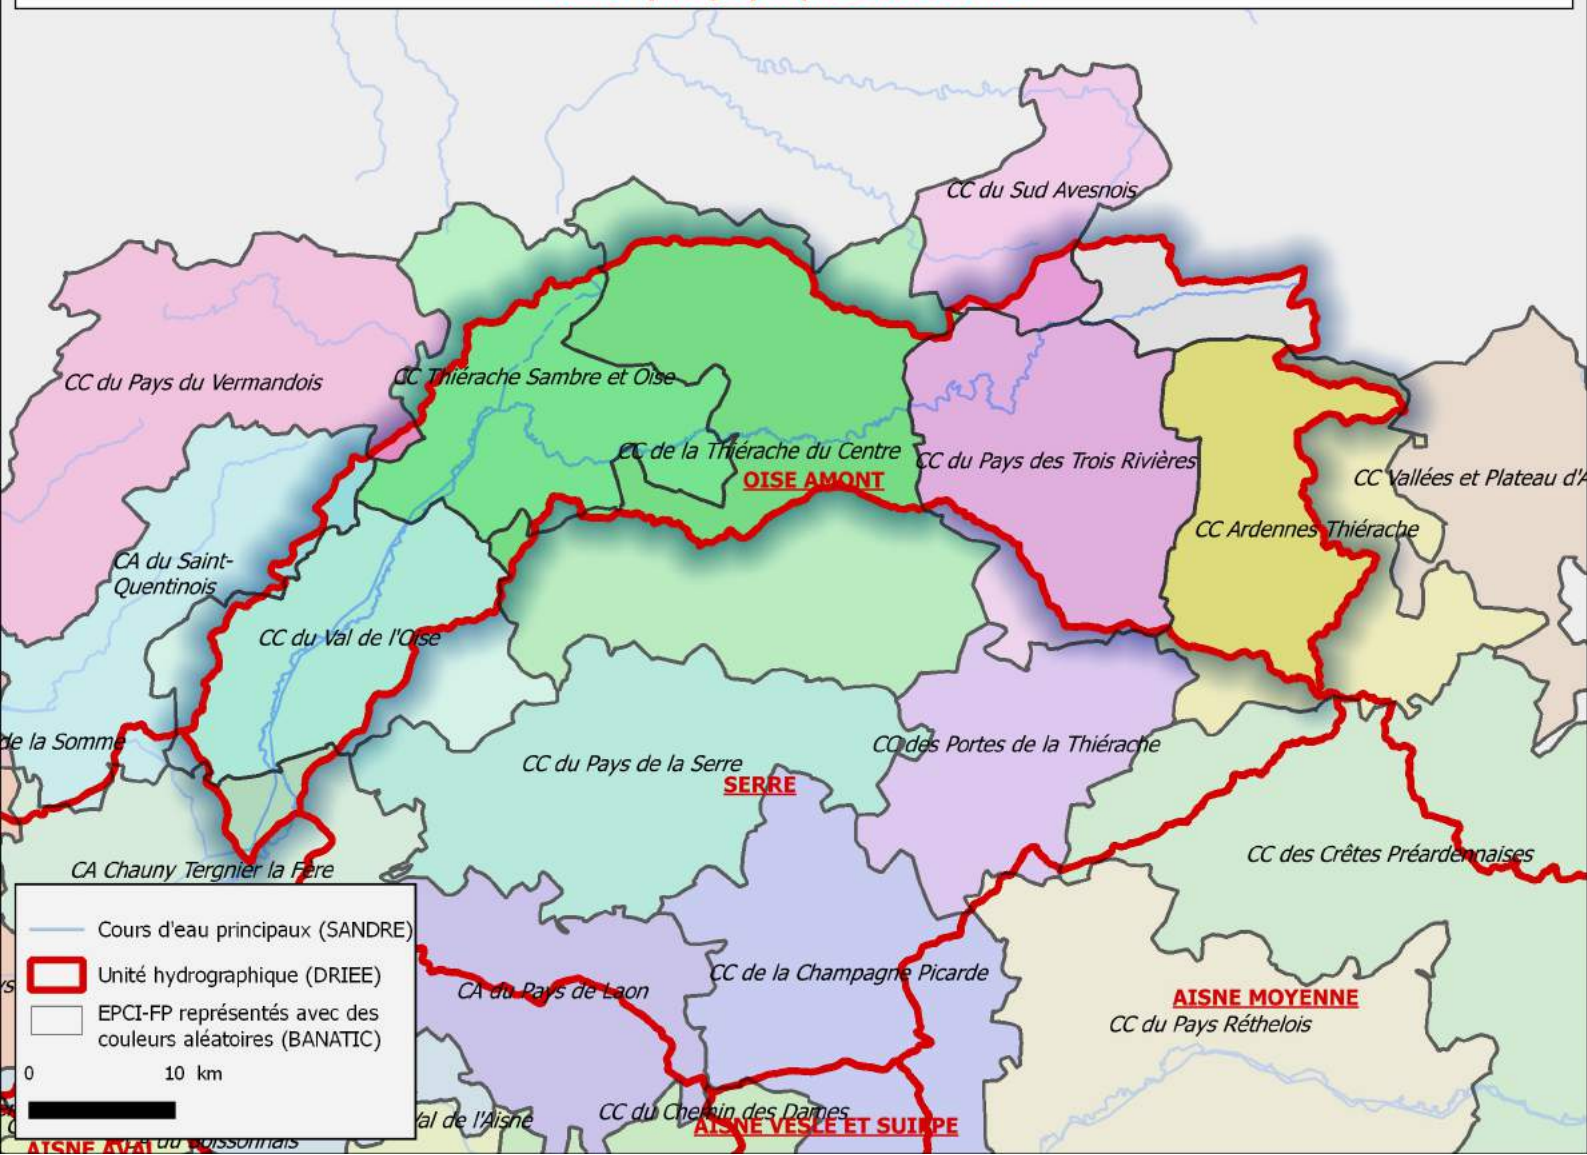 CC du Sud Avesnois
CC du Pays du Vermandois
CC Thiérache Sambre et Oise
CC de la Thiérache du Centre
OISE AMONT
CC du Pays des Trois Rivières
CC Vallées et Plateau d'A
CC Ardennes Thiérache
CA du Saint-
Quentinois
CC du Val de l'Oise
de la Somme
CC des Portes de la Thiérache
CC du Pays de la Serre
SERRE
CC des Crêtes Préardennaises
CA Chauny Tergnier la Fère
Cours d'eau principaux (SANDRE)
Unité hydrographique (DRIEE)
EPCI-FP représentés avec des
couleurs aléatoires (BANATIC)
0 10 km
CC de la Champagne Picarde
CA du Pays de Laon
AISNE MOYENNE
CC du Pays Réthelois
Val de l'Aisne
CC du Chemin des Dames
AISNE VESLE ET SUIPPE
AISNE AVAL
CA du Soissonnais